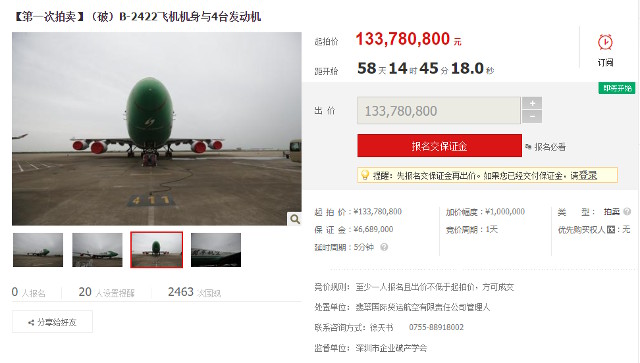 【第一次拍卖】（破）B-2422飞机机身与4台发动机
起拍价 133,780,800 元
订阅
距开拍 58 天 14 时 45 分 18.0 秒
即将开始
出 价 133,780,800 + −
报名交保证金 报名必看
提醒：先报名交保证金再出价。如果您已经交付保证金。请登录
起 拍 价：¥133,780,800 加价幅度：¥1,000,000 类 型：拍卖
保 证 金：¥6,689,000 竞价周期：1天 优先购买权人：无
延时周期：5分钟
0 人报名 20 人设置提醒 2463 次围观
竞价规则：至少一人报名且出价不低于起拍价，方可成交
分享给好友
处置单位：翡翠国际货运航空有限责任公司管理人
联系咨询方式：徐天书 0755-88918002
监督单位：深圳市企业破产学会